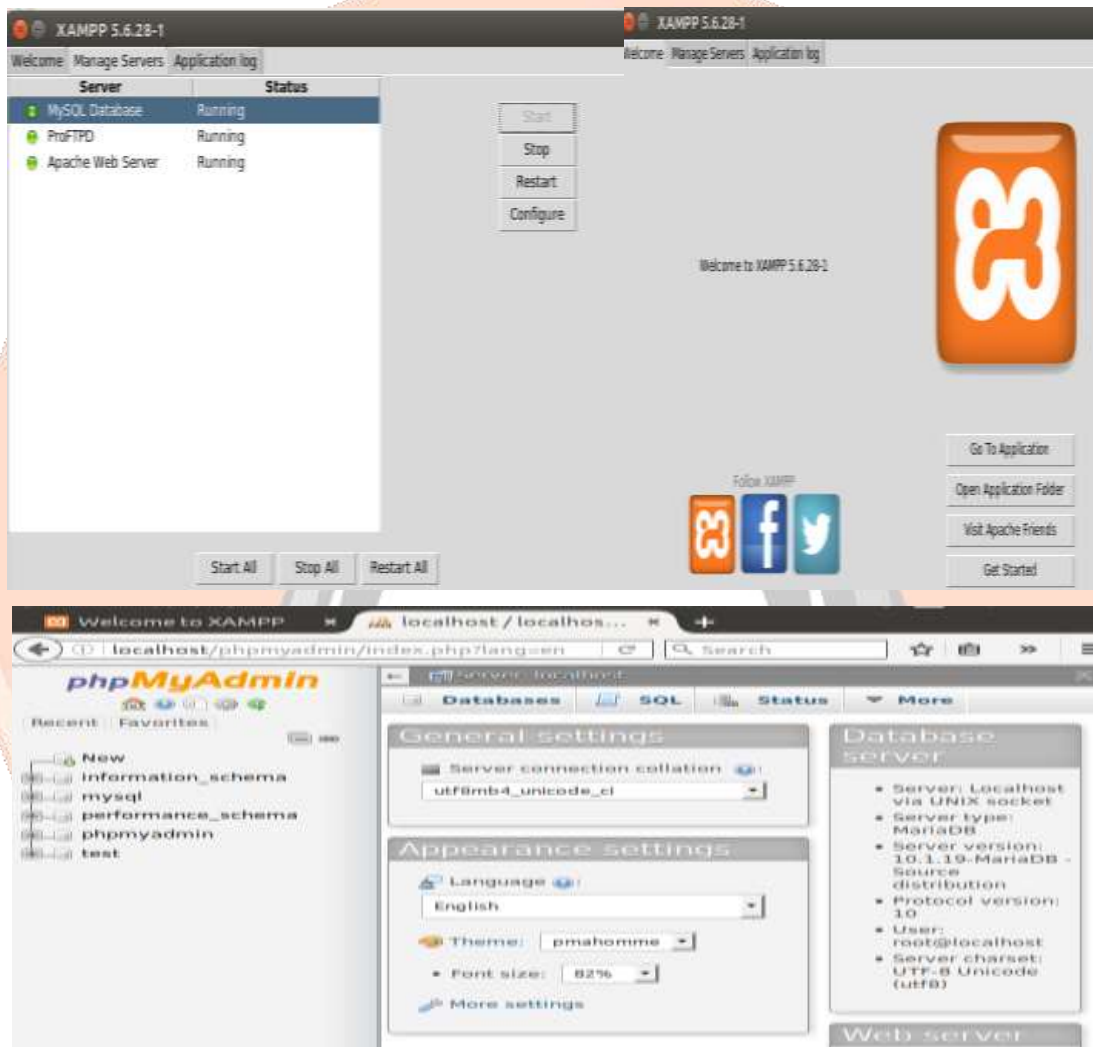 XAMPP 5.6.28-1
Welcome Manage Servers Application log
Server Status
MySQL Database Running
ProFTPD Running
Apache Web Server Running
Start
Stop
Restart
Configure
Start All Stop All Restart All
XAMPP 5.6.28-1
Welcome Manage Servers Application log
Welcome to XAMPP 5.6.28-1
Follow XAMPP
Go To Application
Open Application Folder
Visit Apache Friends
Get Started
Welcome to XAMPP localhost / localhos...
localhost/phpmyadmin/index.php?lang=en Search
phpMyAdmin
Recent Favorites
New
information_schema
mysql
performance_schema
phpmyadmin
test
Server: localhost
Databases SQL Status More
General settings
Server connection collation :
utf8mb4_unicode_ci
Appearance settings
Language :
English
Theme: pmahomme
Font size: 82%
More settings
Database
server
Server: Localhost
via UNIX socket
Server type:
MariaDB
Server version:
10.1.19-MariaDB -
Source
distribution
Protocol version:
10
User:
root@localhost
Server charset:
UTF-8 Unicode
(utf8)
Web server